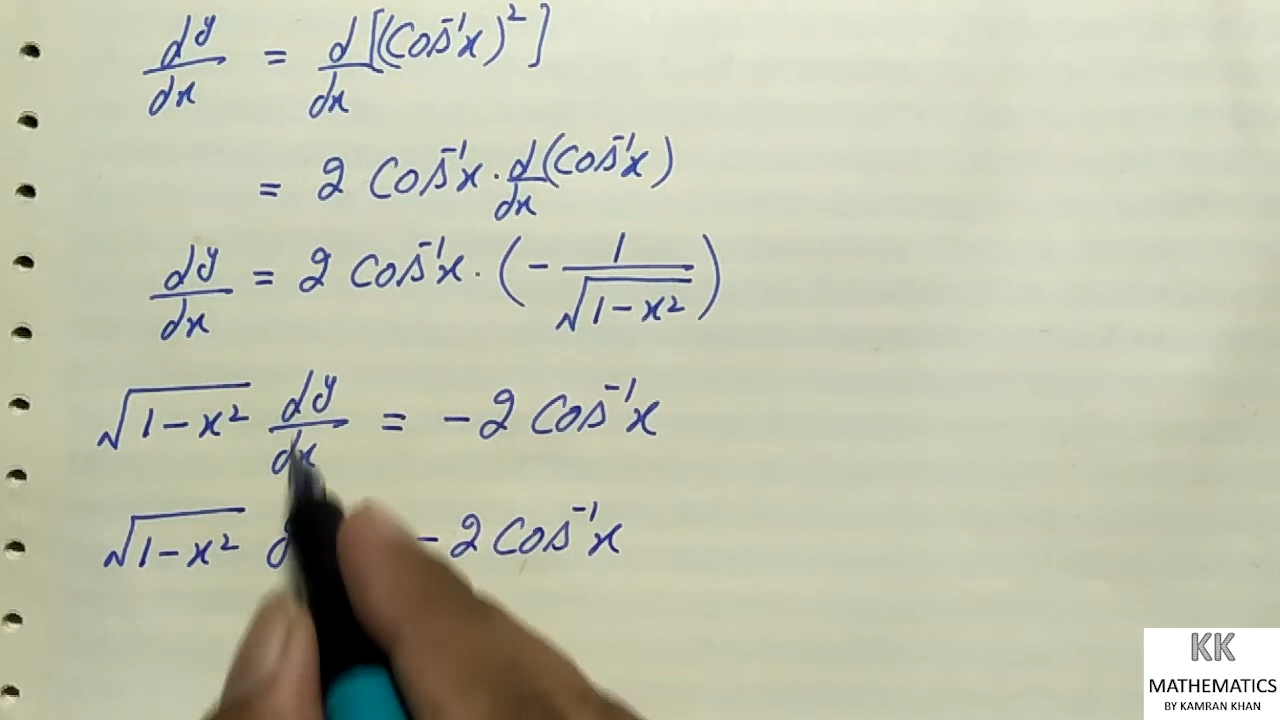 dy/dx = d/dx [(Cos⁻¹x)²]
= 2 Cos⁻¹x · d/dx (Cos⁻¹x)
dy/dx = 2 Cos⁻¹x · (- 1/√(1-x²))
√(1-x²) dy/dx = -2 Cos⁻¹x
√(1-x²) - 2 Cos⁻¹x
KK
MATHEMATICS
BY KAMRAN KHAN